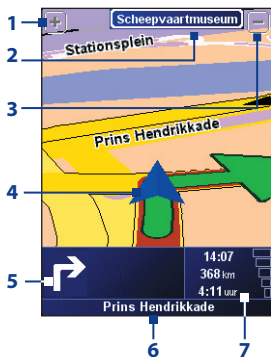 1
Scheepvaartmuseum
2
Stationsplein
3
Prins Hendrikkade
4
14:07
368 km
5
4:11 uur
Prins Hendrikkade
6
7